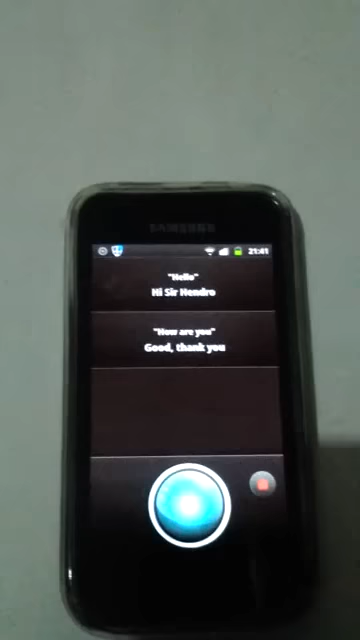 SAMSUNG
21:41
"Hello"
Hi Sir Hendro
"How are you"
Good, thank you